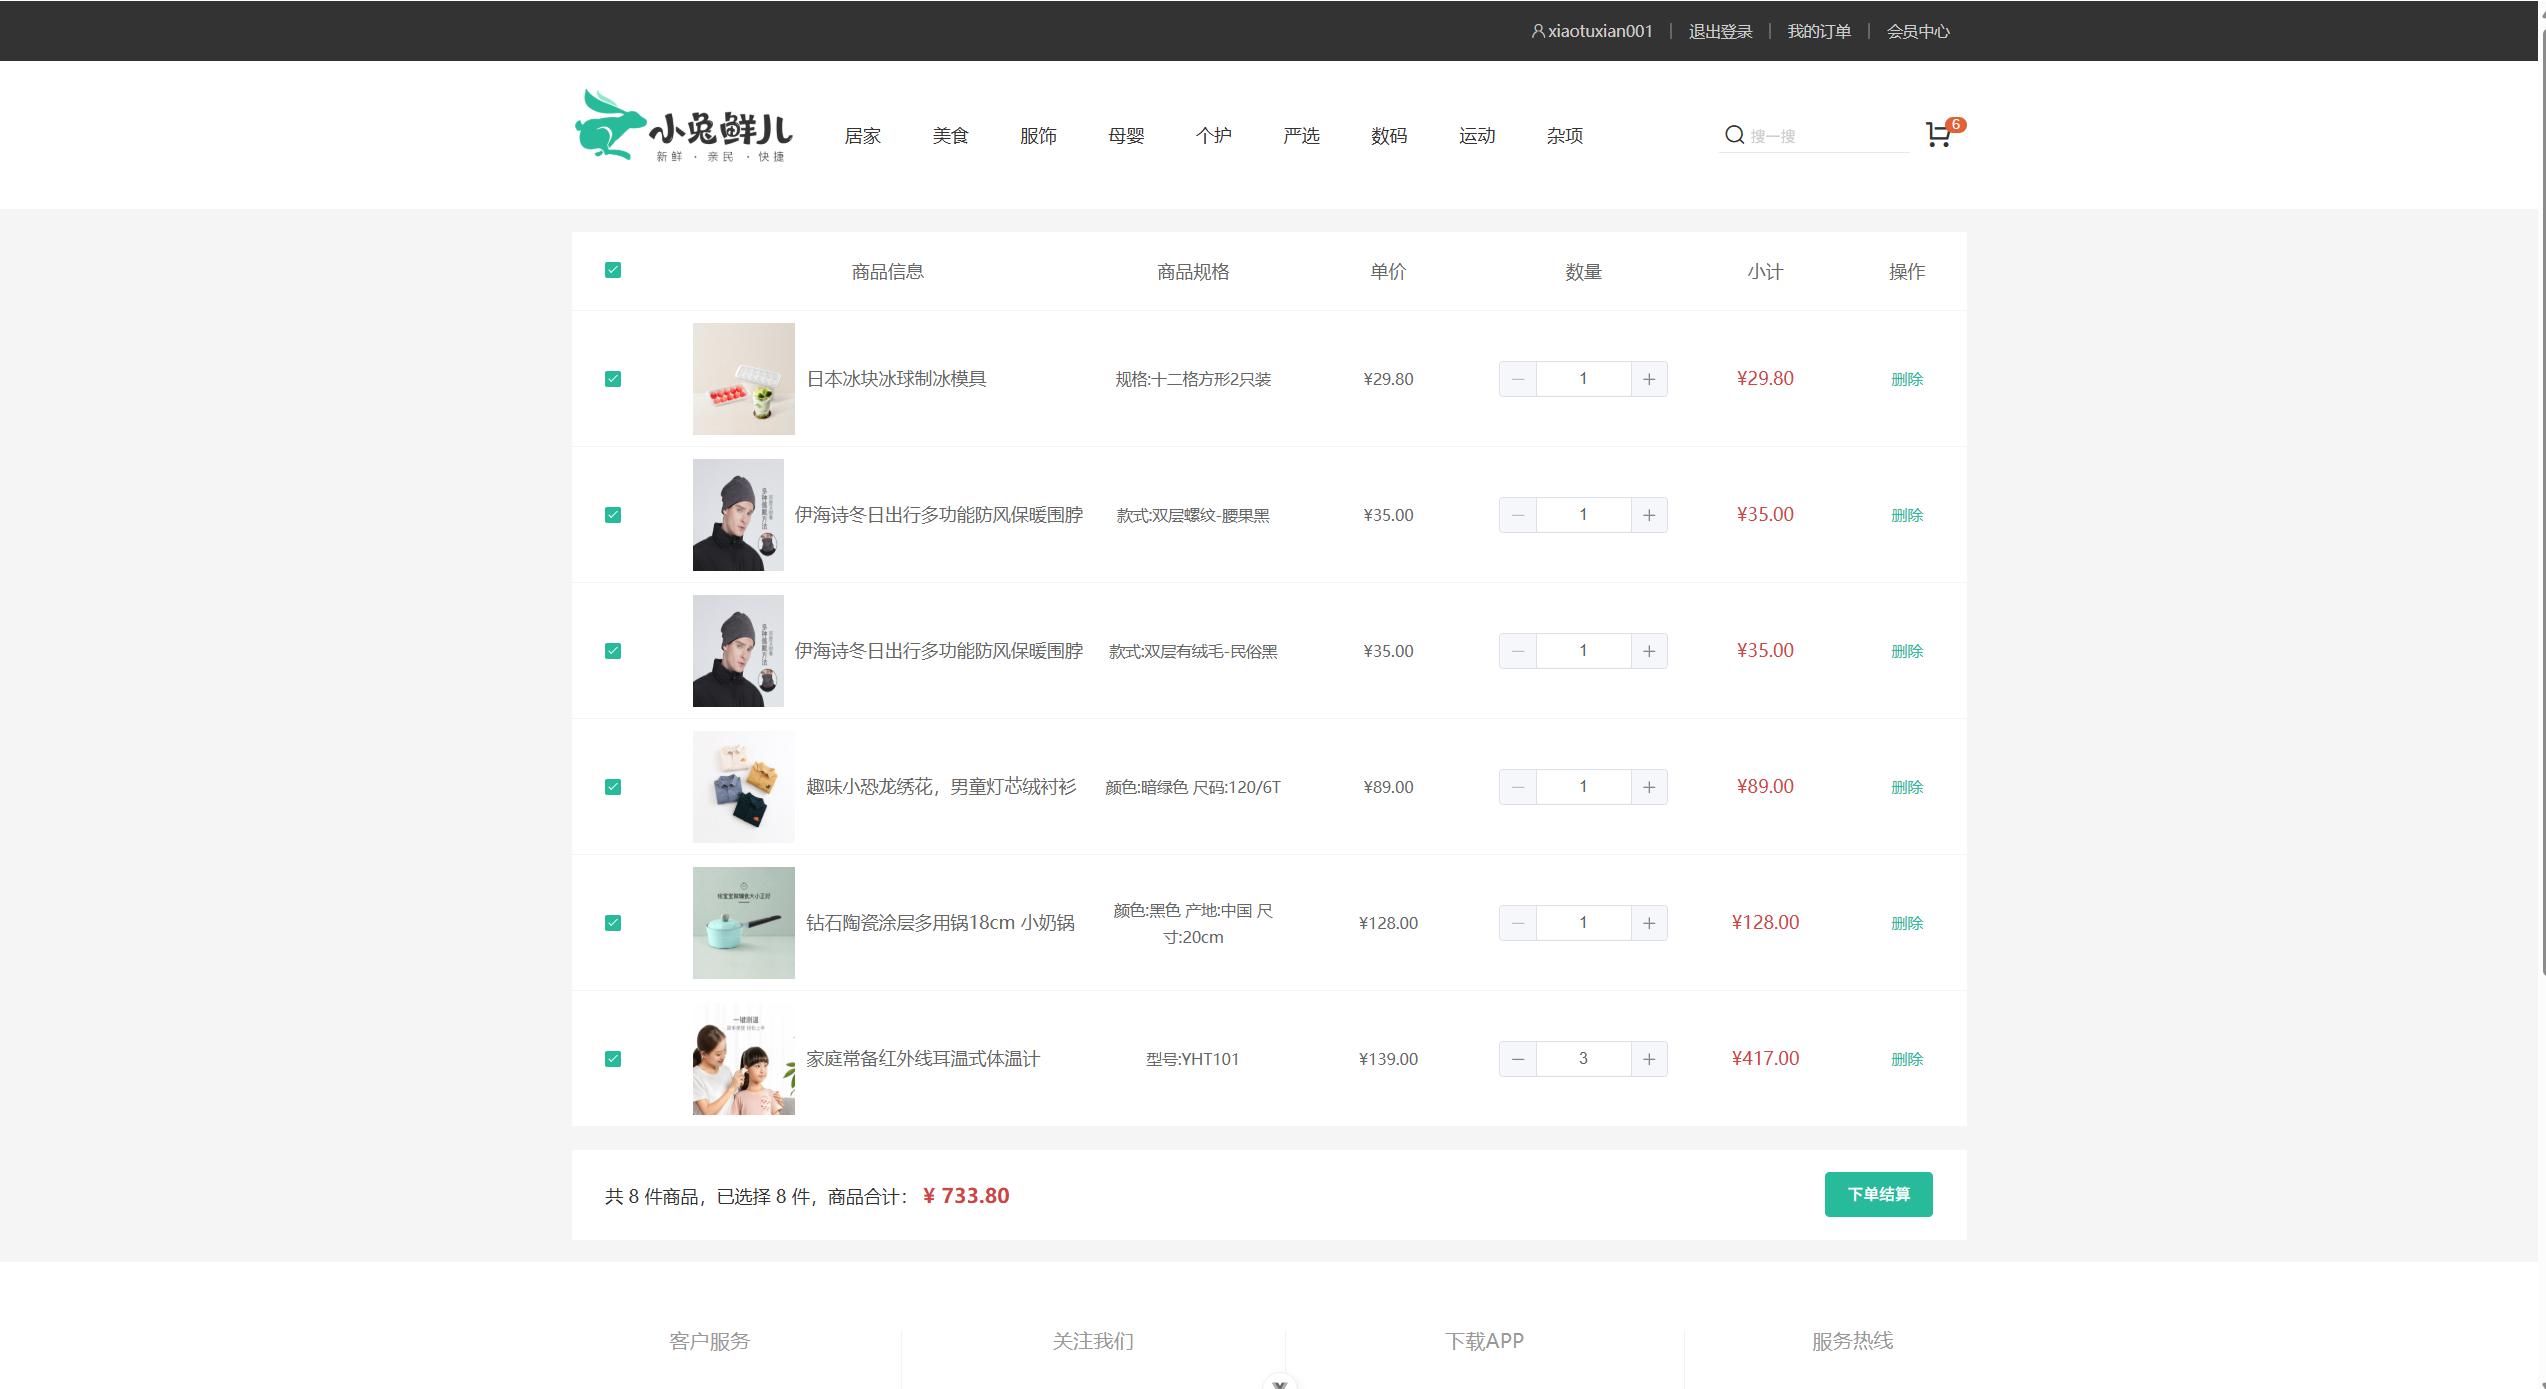 xiaotuxian001 退出登录 我的订单 会员中心
小兔鲜儿
新鲜 · 亲民 · 快捷
居家 美食 服饰 母婴 个护 严选 数码 运动 杂项
搜一搜
6
商品信息 商品规格 单价 数量 小计 操作
日本冰块冰球制冰模具 规格:十二格方形2只装 ¥29.80 1 ¥29.80 删除
伊海诗冬日出行多功能防风保暖围脖 款式:双层螺纹-腰果黑 ¥35.00 1 ¥35.00 删除
伊海诗冬日出行多功能防风保暖围脖 款式:双层有绒毛-民俗黑 ¥35.00 1 ¥35.00 删除
趣味小恐龙绣花，男童灯芯绒衬衫 颜色:暗绿色 尺码:120/6T ¥89.00 1 ¥89.00 删除
钻石陶瓷涂层多用锅18cm 小奶锅 颜色:黑色 产地:中国 尺
寸:20cm ¥128.00 1 ¥128.00 删除
一键测温
家庭常备红外线耳温式体温计 型号:YHT101 ¥139.00 3 ¥417.00 删除
共 8 件商品，已选择 8 件，商品合计： ¥ 733.80 下单结算
客户服务 关注我们 下载APP 服务热线